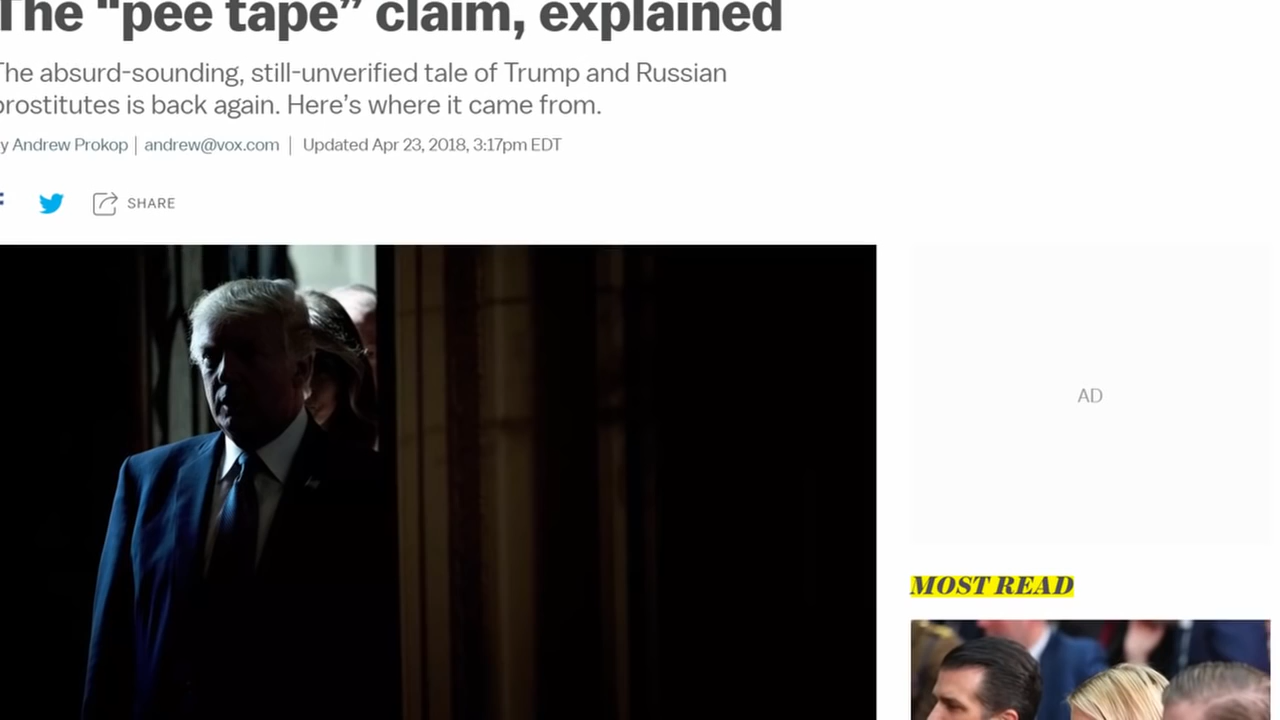 The "pee tape" claim, explained
The absurd-sounding, still-unverified tale of Trump and Russian
prostitutes is back again. Here's where it came from.
y Andrew Prokop | andrew@vox.com | Updated Apr 23, 2018, 3:17pm EDT
SHARE
AD
MOST READ